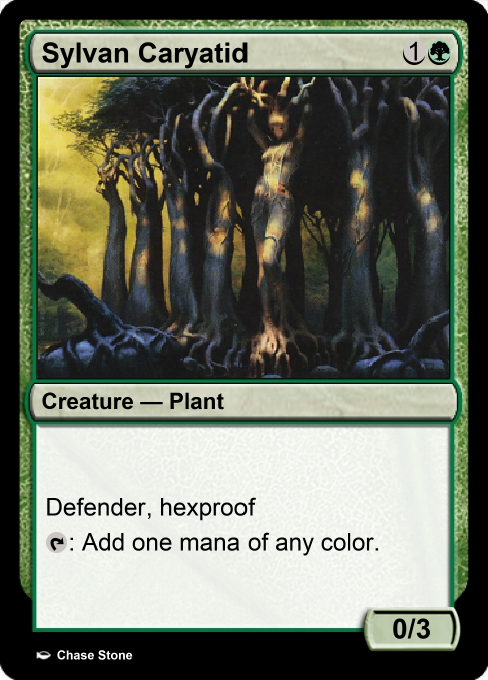 Sylvan Caryatid 1
Creature — Plant
Defender, hexproof
: Add one mana of any color.
0/3
Chase Stone